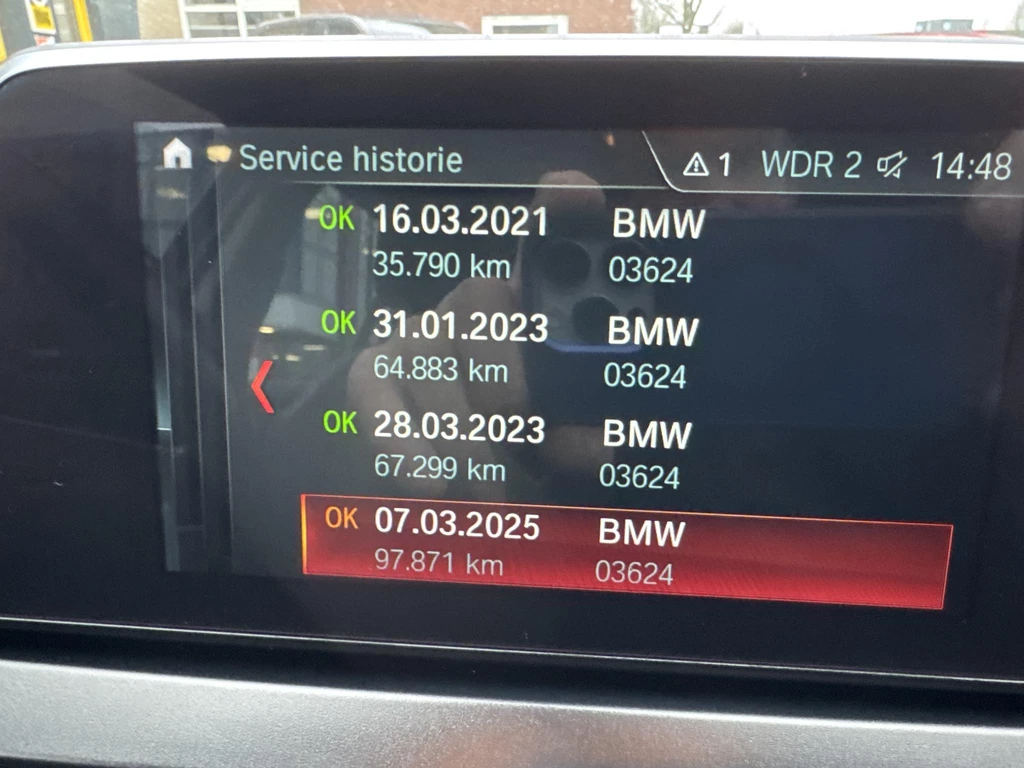 Service historie 1 WDR 2 14:48
OK 16.03.2021 BMW
35.790 km 03624
OK 31.01.2023 BMW
64.883 km 03624
OK 28.03.2023 BMW
67.299 km 03624
OK 07.03.2025 BMW
97.871 km 03624